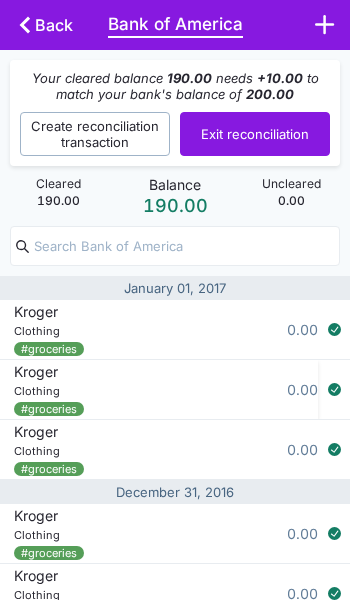 Back
Bank of America
Your cleared balance 190.00 needs +10.00 to
match your bank's balance of 200.00
Create reconciliation
transaction
Exit reconciliation
Cleared
190.00
Balance
190.00
Uncleared
0.00
Search Bank of America
January 01, 2017
Kroger
Clothing
0.00
#groceries
Kroger
Clothing
0.00
#groceries
Kroger
Clothing
0.00
#groceries
December 31, 2016
Kroger
Clothing
0.00
#groceries
Kroger
Clothing
0.00